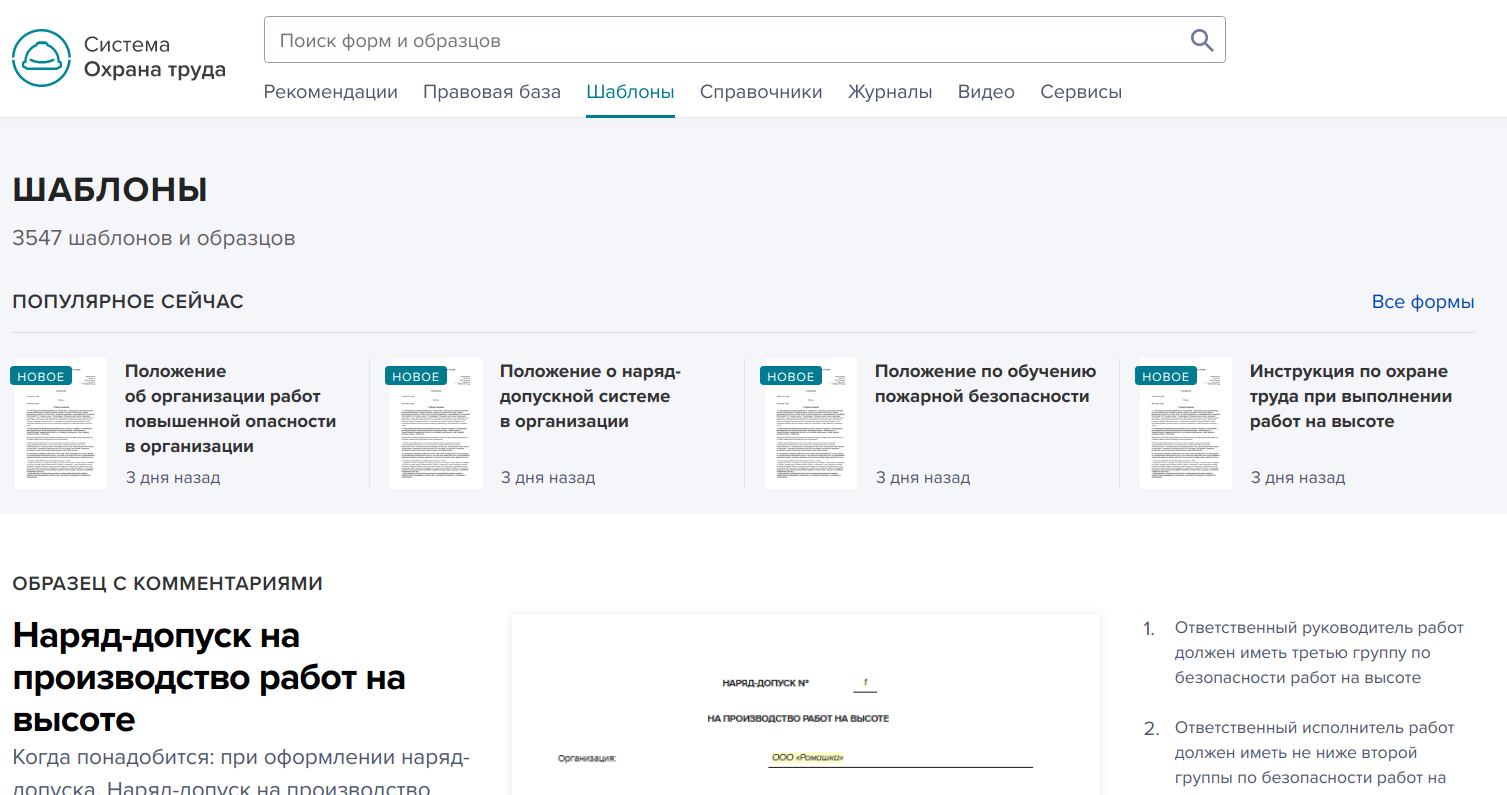 Система
Охрана труда
Поиск форм и образцов
Рекомендации Правовая база Шаблоны Справочники Журналы Видео Сервисы
ШАБЛОНЫ
3547 шаблонов и образцов
ПОПУЛЯРНОЕ СЕЙЧАС
Все формы
НОВОЕ
Положение
об организации работ
повышенной опасности
в организации
3 дня назад
НОВОЕ
Положение о наряд-
допускной системе
в организации
3 дня назад
НОВОЕ
Положение по обучению
пожарной безопасности
3 дня назад
НОВОЕ
Инструкция по охране
труда при выполнении
работ на высоте
3 дня назад
ОБРАЗЕЦ С КОММЕНТАРИЯМИ
Наряд-допуск на
производство работ на
высоте
Когда понадобится: при оформлении наряд-
допуска. Наряд-допуск на производство
НАРЯД-ДОПУСК № 1
НА ПРОИЗВОДСТВО РАБОТ НА ВЫСОТЕ
Организация: ООО «Ромашка»
1. Ответственный руководитель работ
должен иметь третью группу по
безопасности работ на высоте
2. Ответственный исполнитель работ
должен иметь не ниже второй
группы по безопасности работ на